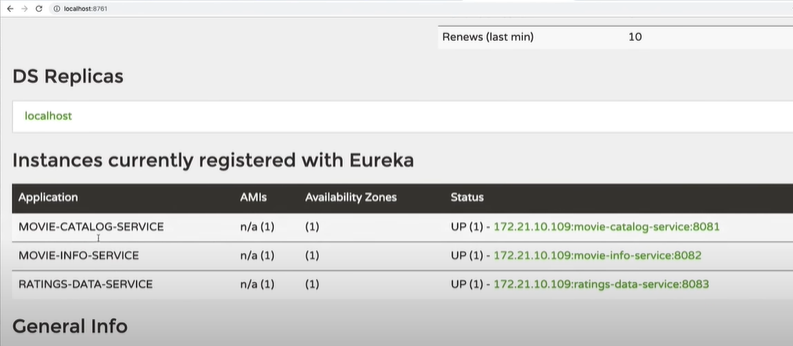 localhost:8761
Renews (last min) 10
DS Replicas
localhost
Instances currently registered with Eureka
Application AMIs Availability Zones Status
MOVIE-CATALOG-SERVICE n/a (1) (1) UP (1) - 172.21.10.109:movie-catalog-service:8081
MOVIE-INFO-SERVICE n/a (1) (1) UP (1) - 172.21.10.109:movie-info-service:8082
RATINGS-DATA-SERVICE n/a (1) (1) UP (1) - 172.21.10.109:ratings-data-service:8083
General Info